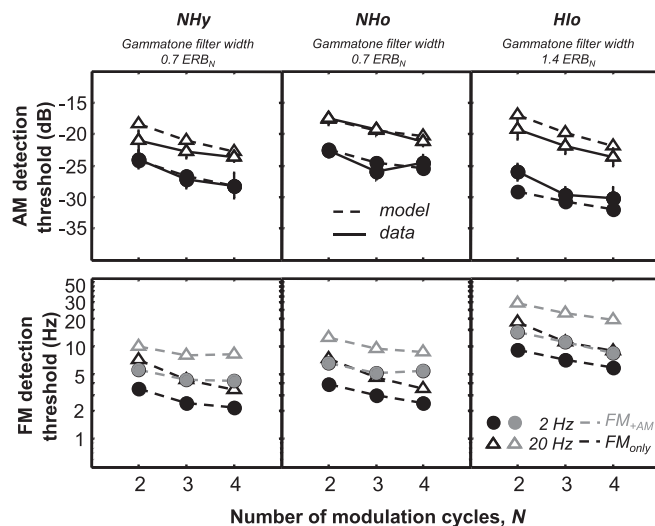 NHy NHo HIo
Gammatone filter width 0.7 ERB_N
Gammatone filter width 0.7 ERB_N
Gammatone filter width 1.4 ERB_N
AM detection threshold (dB)
-15
-20
-25
-30
-35
model
data
FM detection threshold (Hz)
50
30
20
10
5
2
1
2 Hz FM+AM
20 Hz FMonly
2 3 4 2 3 4 2 3 4
Number of modulation cycles, N